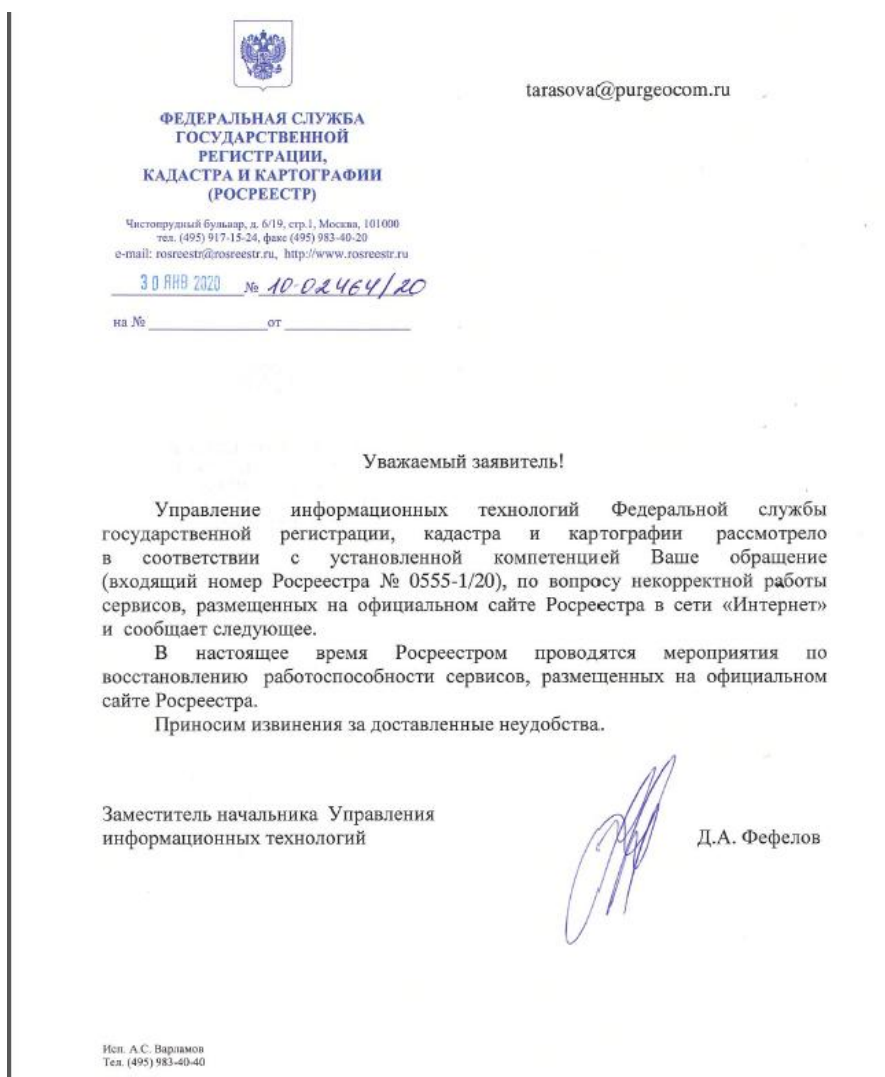 tarasova@purgeocom.ru
ФЕДЕРАЛЬНАЯ СЛУЖБА
ГОСУДАРСТВЕННОЙ
РЕГИСТРАЦИИ,
КАДАСТРА И КАРТОГРАФИИ
(РОСРЕЕСТР)
Чистопрудный бульвар, д. 6/19, стр.1, Москва, 101000
тел. (495) 917-15-24, факс (495) 983-40-20
e-mail: rosreestr@rosreestr.ru, http://www.rosreestr.ru
30 ЯНВ 2020 № 10-02464/20
на № от
Уважаемый заявитель!
Управление информационных технологий Федеральной службы
государственной регистрации, кадастра и картографии рассмотрело
в соответствии с установленной компетенцией Ваше обращение
(входящий номер Росреестра № 0555-1/20), по вопросу некорректной работы
сервисов, размещенных на официальном сайте Росреестра в сети «Интернет»
и сообщает следующее.
В настоящее время Росреестром проводятся мероприятия по
восстановлению работоспособности сервисов, размещенных на официальном
сайте Росреестра.
Приносим извинения за доставленные неудобства.
Заместитель начальника Управления
информационных технологий
Д.А. Фефелов
Исп. А.С. Варламов
Тел. (495) 983-40-40